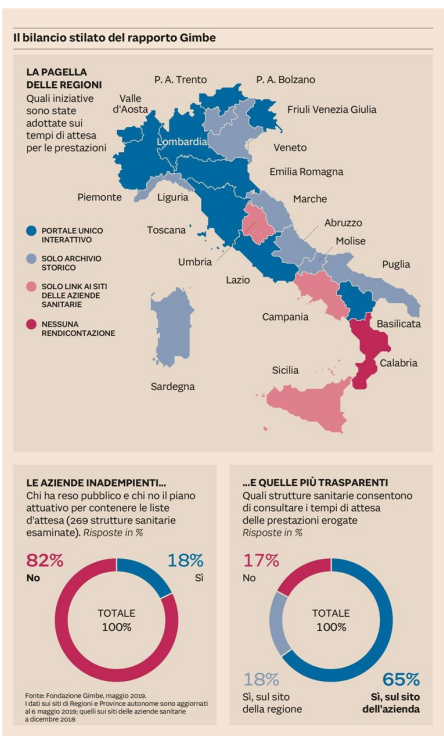 Il bilancio stilato del rapporto Gimbe
LA PAGELLA
DELLE REGIONI
Quali iniziative
sono state
adottate sui
tempi di attesa
per le prestazioni
P. A. Trento
P. A. Bolzano
Valle
d'Aosta
Friuli Venezia Giulia
Lombardia
Veneto
Emilia Romagna
Piemonte
Liguria
Marche
Toscana
Abruzzo
Molise
Umbria
Puglia
Lazio
Campania
Basilicata
Calabria
Sicilia
Sardegna
PORTALE UNICO
INTERATTIVO
SOLO ARCHIVIO
STORICO
SOLO LINK AI SITI
DELLE AZIENDE
SANITARIE
NESSUNA
RENDICONTAZIONE
LE AZIENDE INADEMPIENTI...
Chi ha reso pubblico e chi no il piano
attuativo per contenere le liste
d'attesa (269 strutture sanitarie
esaminate). Risposte in %
82%
No
18%
Sì
TOTALE
100%
Fonte: Fondazione Gimbe, maggio 2019.
I dati sui siti di Regioni e Province autonome sono aggiornati
al 6 maggio 2019; quelli sui siti delle aziende sanitarie
a dicembre 2018
...E QUELLE PIÙ TRASPARENTI
Quali strutture sanitarie consentono
di consultare i tempi di attesa
delle prestazioni erogate
Risposte in %
17%
No
TOTALE
100%
18%
Sì, sul sito
della regione
65%
Sì, sul sito
dell'azienda